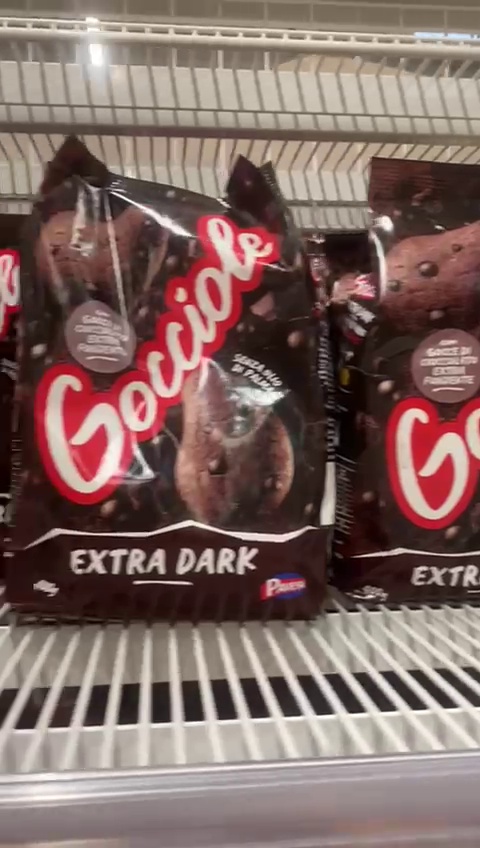 CON
GOCCE DI
CIOCCOLATO
EXTRA
FONDENTE
Gocciole
SENZA OLIO
DI PALMA
EXTRA DARK
Pavesi
GOCCE DI
CIOCCOLATO
EXTRA
FONDENTE
Go
EXTR